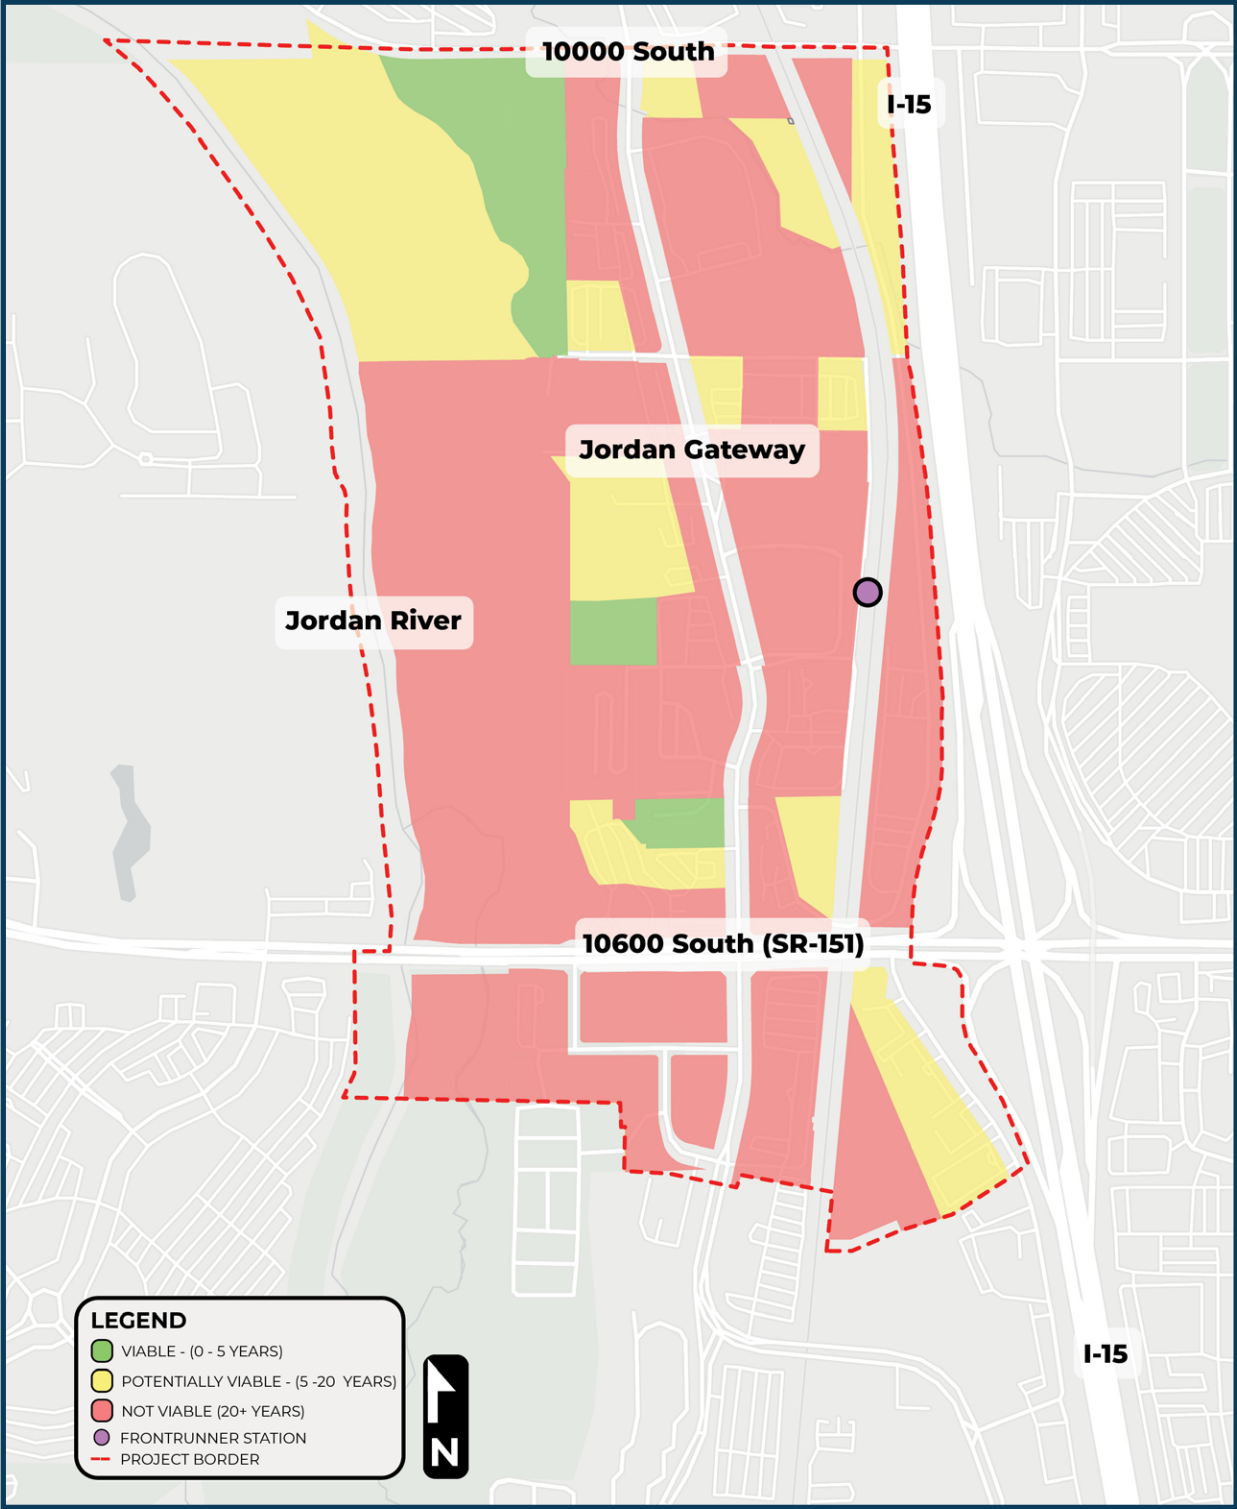 10000 South
I-15
Jordan Gateway
Jordan River
10600 South (SR-151)
I-15
LEGEND
VIABLE - (0 - 5 YEARS)
POTENTIALLY VIABLE - (5 -20 YEARS)
NOT VIABLE (20+ YEARS)
FRONTRUNNER STATION
PROJECT BORDER
N